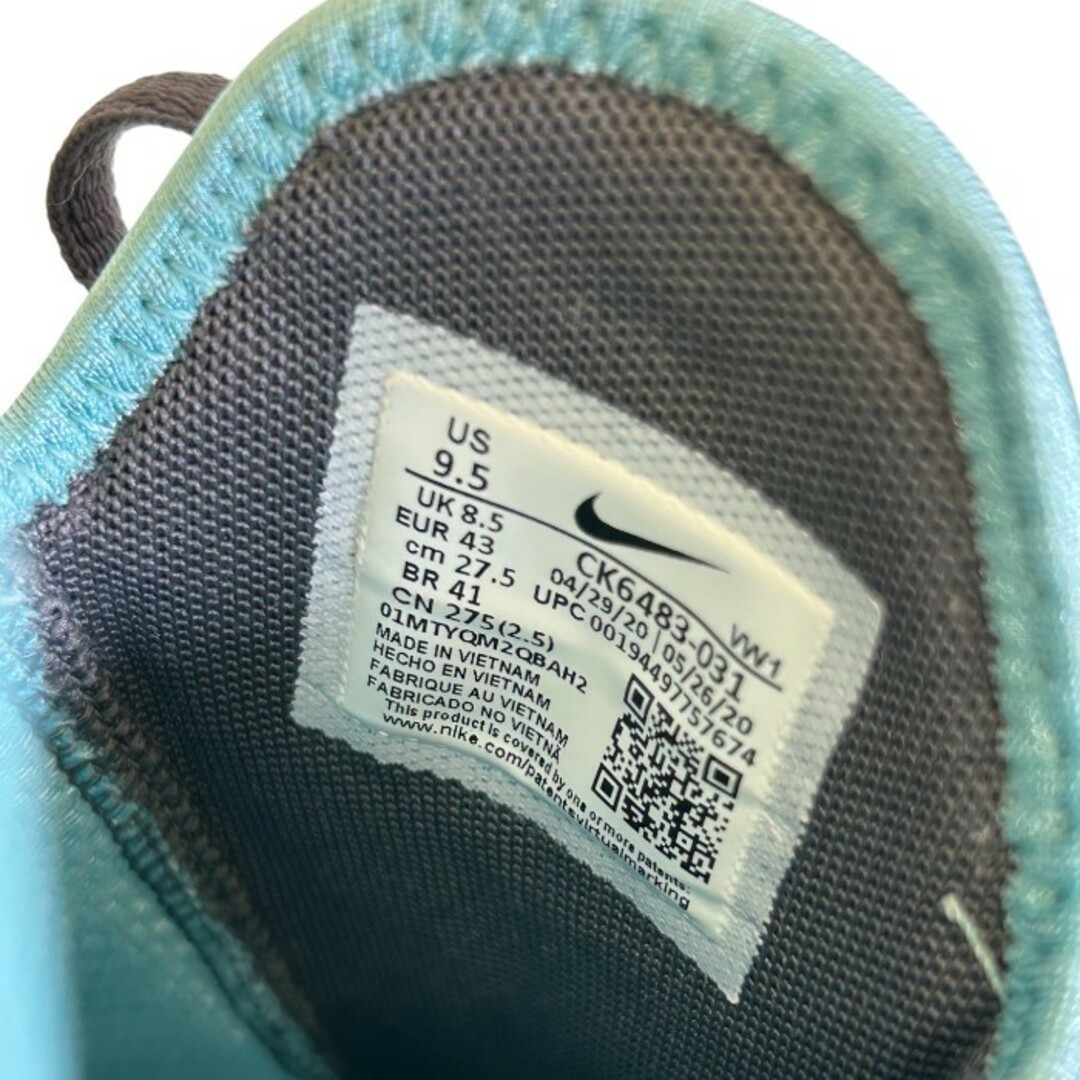 US
9.5
UK 8.5
EUR 43
cm 27.5
BR 41
CN 275(2.5)
01MTYQM2QBAH2
VW1
CK6483-031
04/29/20 | 05/26/20
UPC 00194497757674
MADE IN VIETNAM
HECHO EN VIETNAM
FABRIQUE AU VIETNAM
FABRICADO NO VIETNÃ
This product is covered by one or more patents:
www.nike.com/patentsvirtualmarking